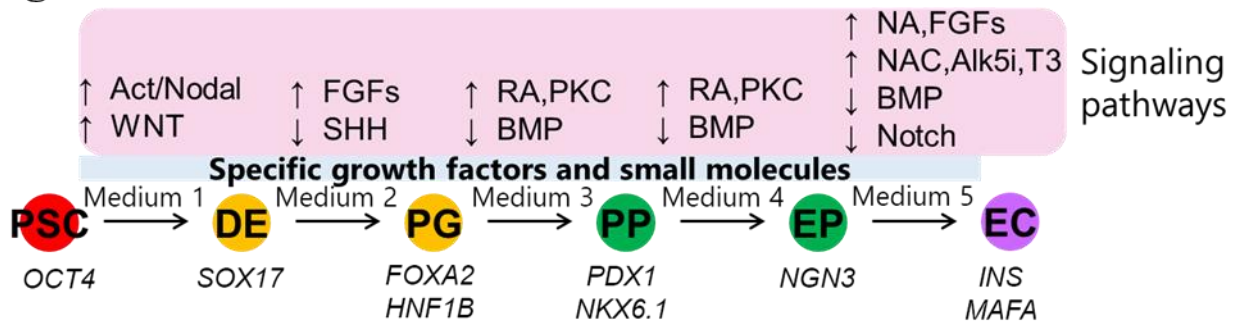 ↑ Act/Nodal
↑ WNT
↑ FGFs
↓ SHH
↑ RA,PKC
↓ BMP
↑ RA,PKC
↓ BMP
↑ NA,FGFs
↑ NAC,Alk5i,T3
↓ BMP
↓ Notch
Signaling
pathways
Specific growth factors and small molecules
Medium 1 Medium 2 Medium 3 Medium 4 Medium 5
PSC DE PG PP EP EC
OCT4 SOX17 FOXA2 PDX1 NGN3 INS
HNF1B NKX6.1 MAFA